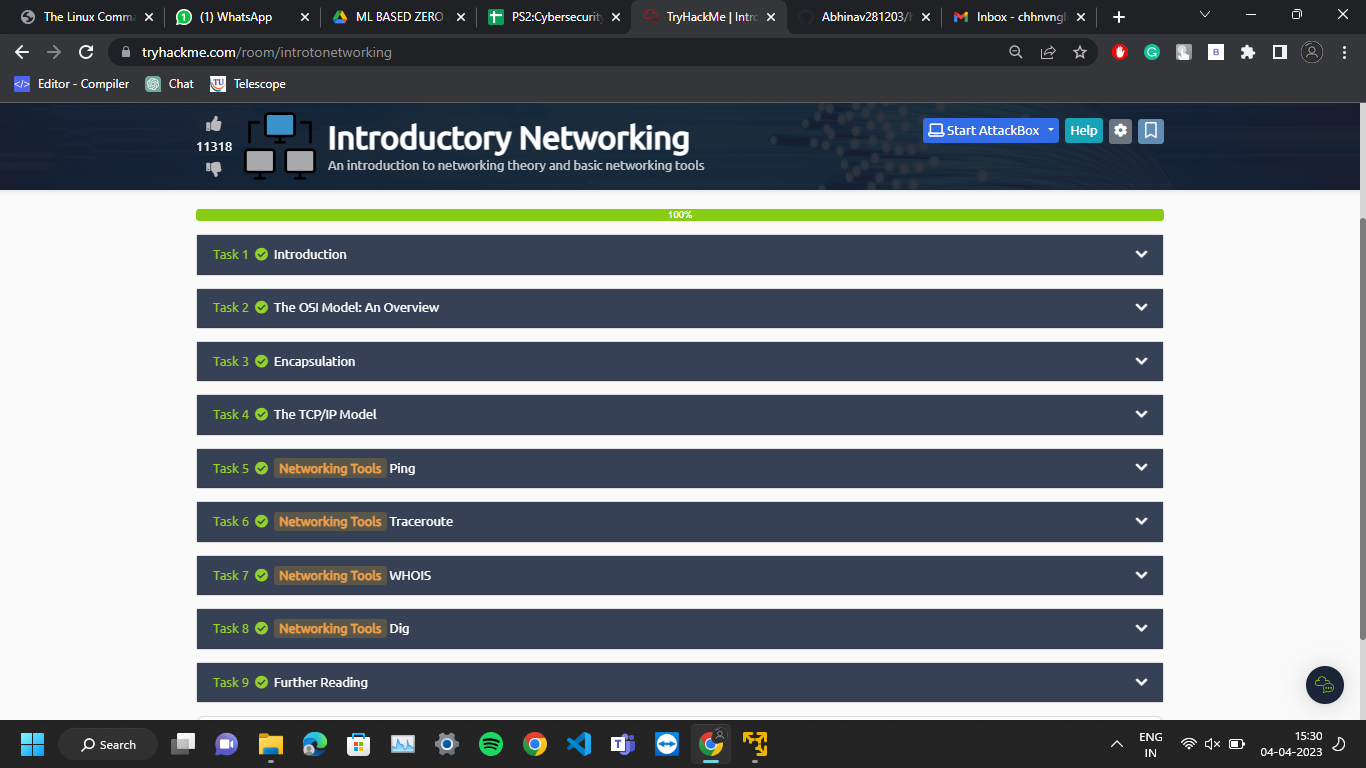 The Linux Comma
(1) WhatsApp
ML BASED ZERO
PS2:Cybersecurity
TryHackMe | Intro
Abhinav281203/
Inbox - chhnvngl
tryhackme.com/room/introtonetworking
Editor - Compiler
Chat
TU
Telescope
11318
Introductory Networking
An introduction to networking theory and basic networking tools
Start AttackBox
Help
100%
Task 1 Introduction
Task 2 The OSI Model: An Overview
Task 3 Encapsulation
Task 4 The TCP/IP Model
Task 5 Networking Tools Ping
Task 6 Networking Tools Traceroute
Task 7 Networking Tools WHOIS
Task 8 Networking Tools Dig
Task 9 Further Reading
Search
ENG
IN
15:30
04-04-2023